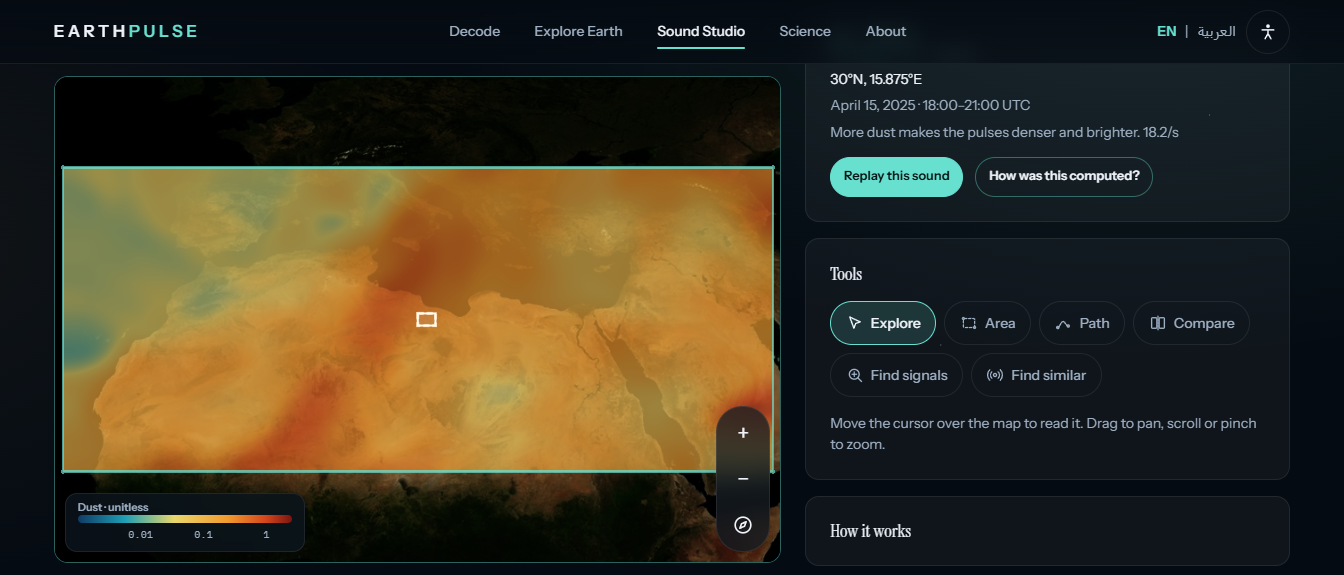 EARTHPULSE
Decode
Explore Earth
Sound Studio
Science
About
EN | العربية
30°N, 15.875°E
April 15, 2025 · 18:00–21:00 UTC
More dust makes the pulses denser and brighter. 18.2/s
Replay this sound
How was this computed?
Tools
Explore
Area
Path
Compare
Find signals
Find similar
Move the cursor over the map to read it. Drag to pan, scroll or pinch
to zoom.
How it works
+
−
Dust · unitless
0.01 0.1 1